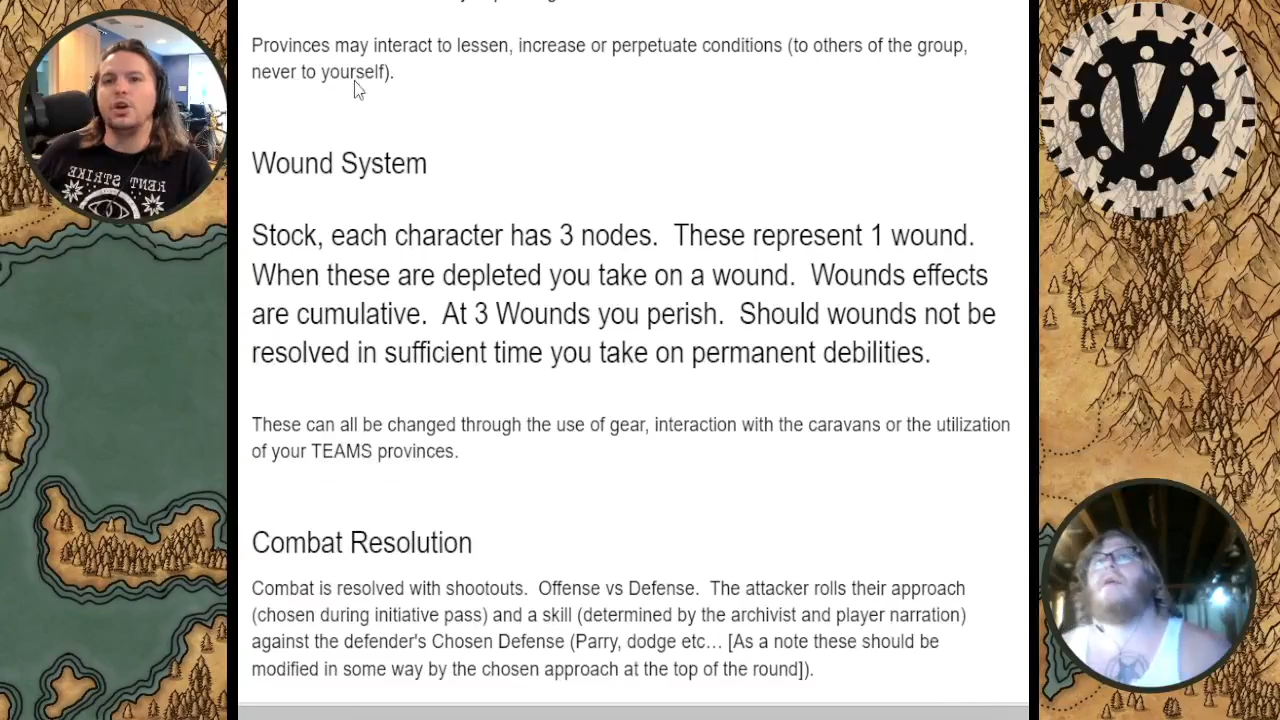 Provinces may interact to lessen, increase or perpetuate conditions (to others of the group,
never to yourself).
Wound System
Stock, each character has 3 nodes. These represent 1 wound.
When these are depleted you take on a wound. Wounds effects
are cumulative. At 3 Wounds you perish. Should wounds not be
resolved in sufficient time you take on permanent debilities.
These can all be changed through the use of gear, interaction with the caravans or the utilization
of your TEAMS provinces.
Combat Resolution
Combat is resolved with shootouts. Offense vs Defense. The attacker rolls their approach
(chosen during initiative pass) and a skill (determined by the archivist and player narration)
against the defender's Chosen Defense (Parry, dodge etc… [As a note these should be
modified in some way by the chosen approach at the top of the round]).
RENT STRIKE
V